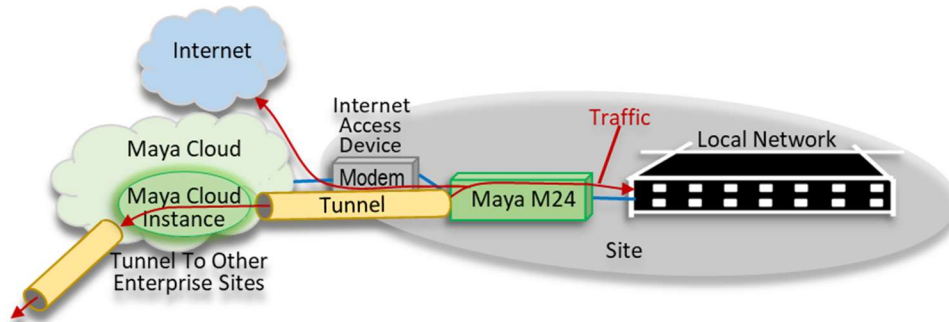 Internet
Internet
Access
Device
Traffic
Local Network
Maya Cloud
Modem
Maya Cloud
Instance
Tunnel
Maya M24
Site
Tunnel To Other
Enterprise Sites